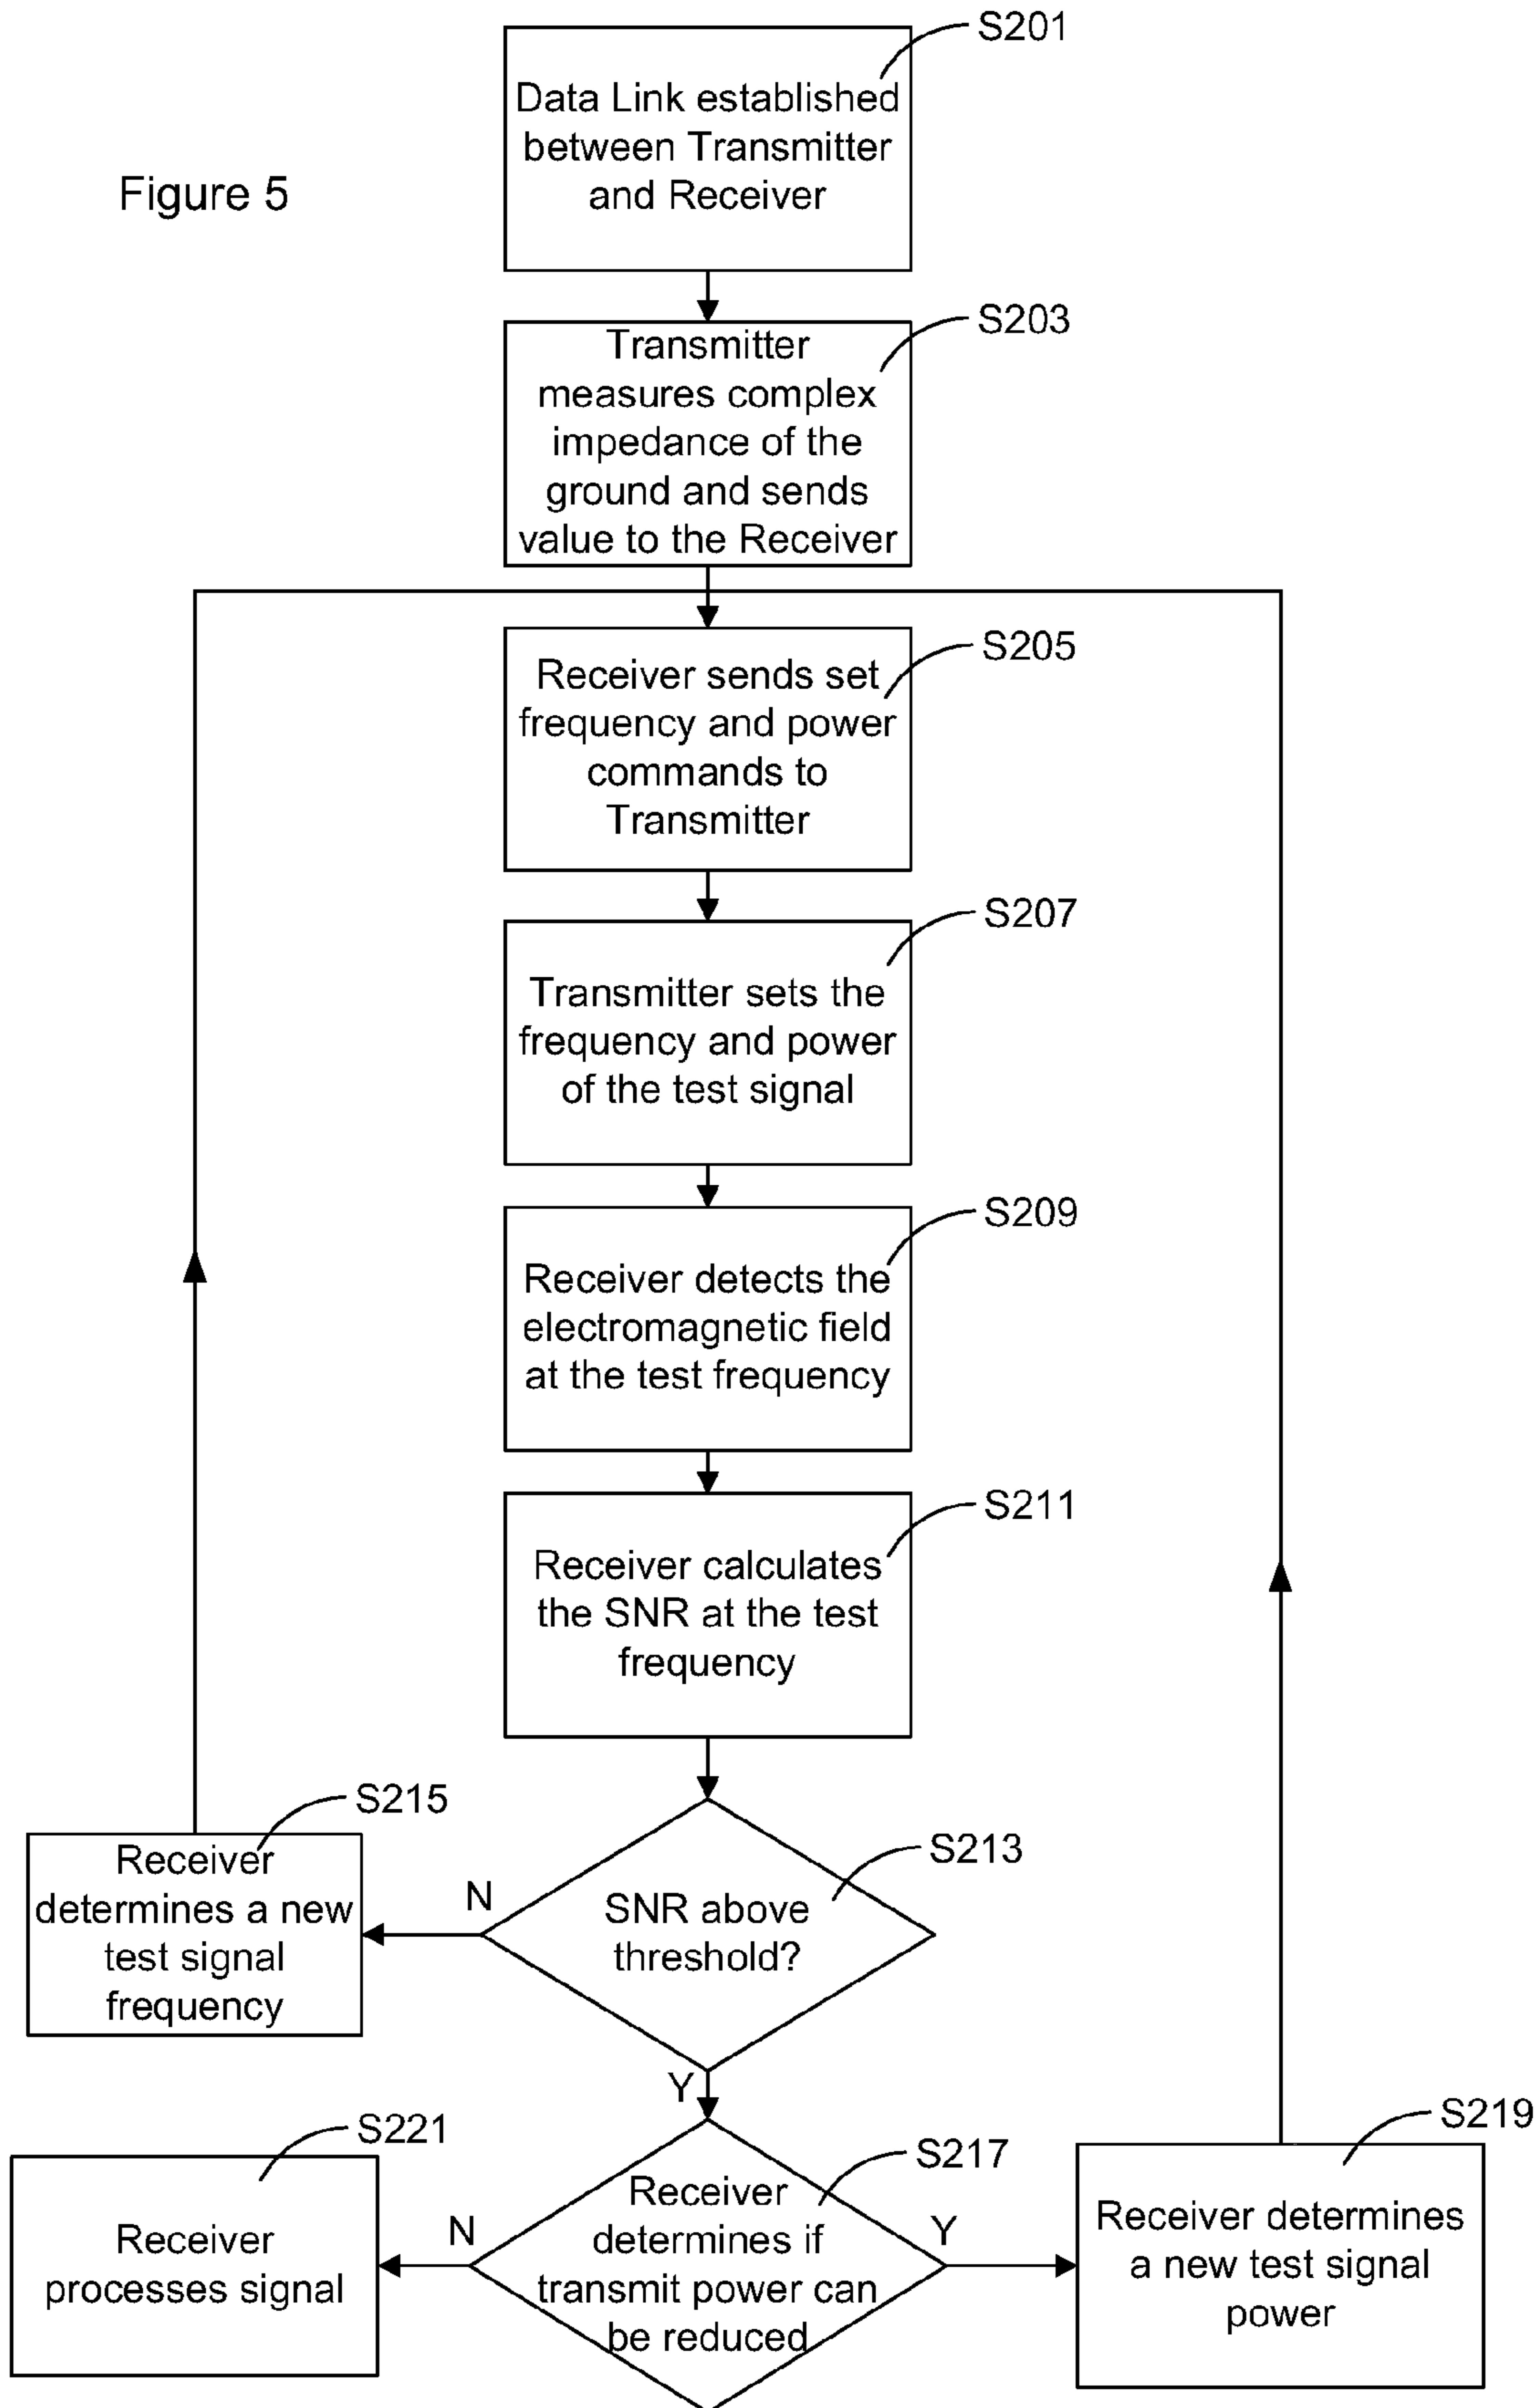 S201
Data Link established
between Transmitter
and Receiver
Figure 5
S203
Transmitter
measures complex
impedance of the
ground and sends
value to the Receiver
S205
Receiver sends set
frequency and power
commands to
Transmitter
S207
Transmitter sets the
frequency and power
of the test signal
S209
Receiver detects the
electromagnetic field
at the test frequency
S211
Receiver calculates
the SNR at the test
frequency
S213
SNR above
threshold?
N
S215
Receiver
determines a new
test signal
frequency
Y
S217
Receiver
determines if
transmit power can
be reduced
N
S221
Receiver
processes signal
Y
S219
Receiver determines
a new test signal
power